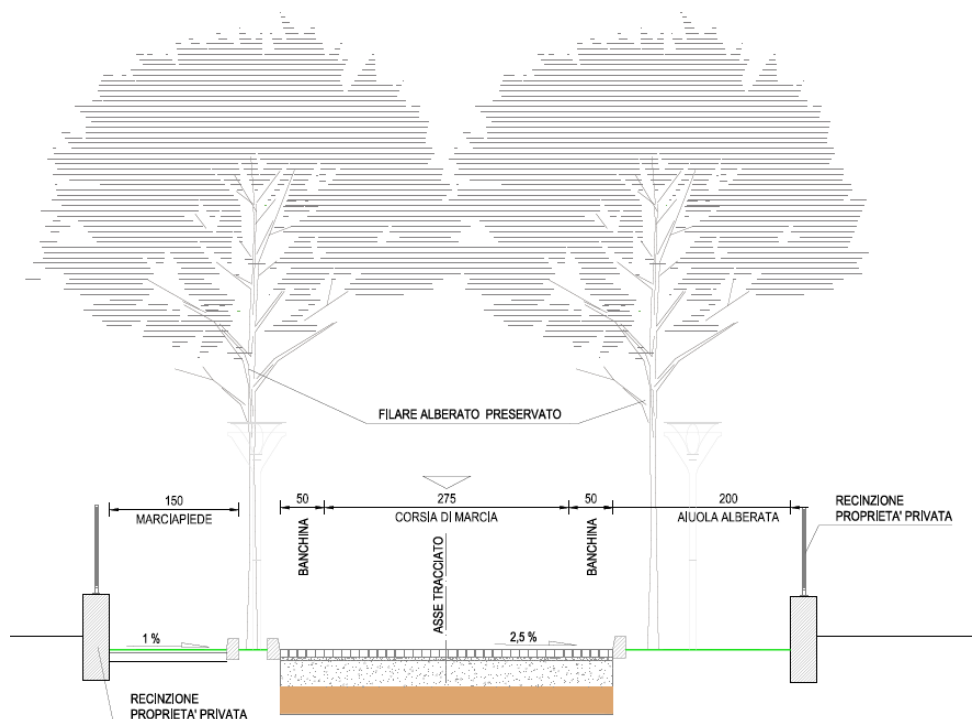 FILARE ALBERATO PRESERVATO
150
MARCIAPIEDE
50
BANCHINA
275
CORSIA DI MARCIA
50
BANCHINA
200
AIUOLA ALBERATA
RECINZIONE
PROPRIETA' PRIVATA
ASSE TRACCIATO
1 %
2,5 %
RECINZIONE
PROPRIETA' PRIVATA